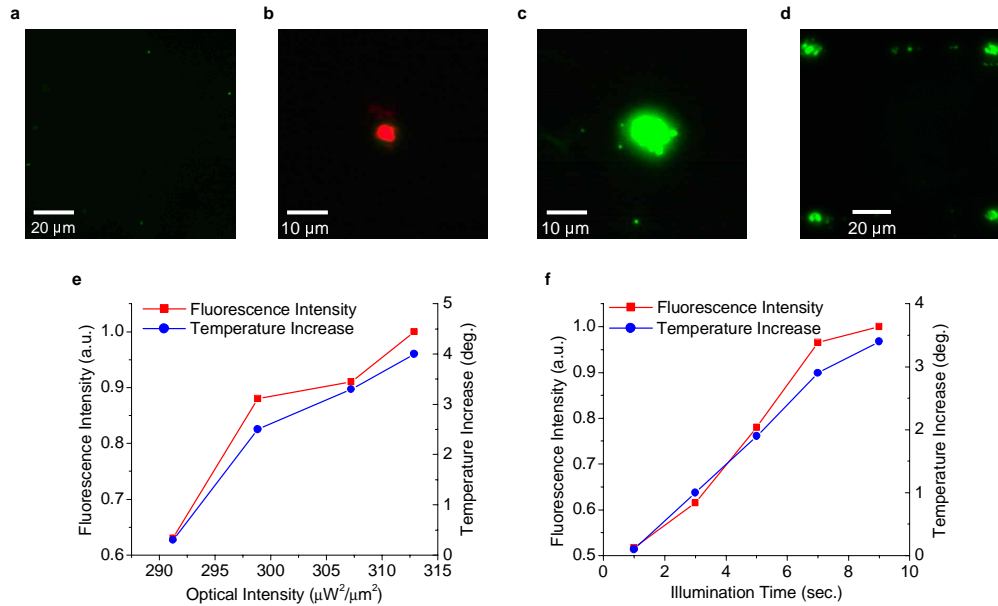 a
b
c
d
20 µm
10 µm
10 µm
20 µm
e
Fluorescence Intensity
Temperature Increase
Fluorescence Intensity (a.u.)
1.0
0.9
0.8
0.7
0.6
5
4
3
2
1
0
Temperature Increase (deg.)
290 295 300 305 310 315
Optical Intensity (µW²/µm²)
f
Fluorescence Intensity
Temperature Increase
Fluorescence Intensity (a.u.)
1.0
0.9
0.8
0.7
0.6
0.5
4
3
2
1
0
Temperature Increase (deg.)
0 2 4 6 8 10
Illumination Time (sec.)